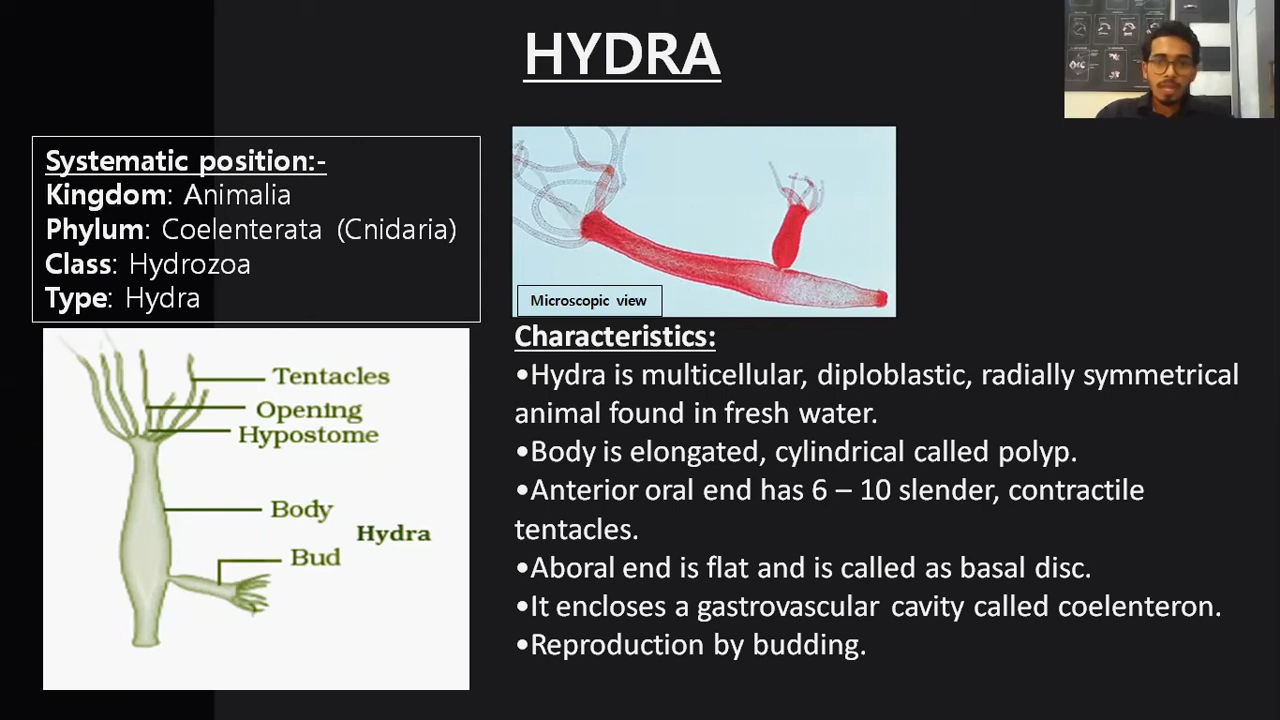 HYDRA
Systematic position:-
Kingdom: Animalia
Phylum: Coelenterata (Cnidaria)
Class: Hydrozoa
Type: Hydra
Microscopic view
Tentacles
Opening
Hypostome
Body
Hydra
Bud
Characteristics:
•Hydra is multicellular, diploblastic, radially symmetrical
animal found in fresh water.
•Body is elongated, cylindrical called polyp.
•Anterior oral end has 6 – 10 slender, contractile
tentacles.
•Aboral end is flat and is called as basal disc.
•It encloses a gastrovascular cavity called coelenteron.
•Reproduction by budding.